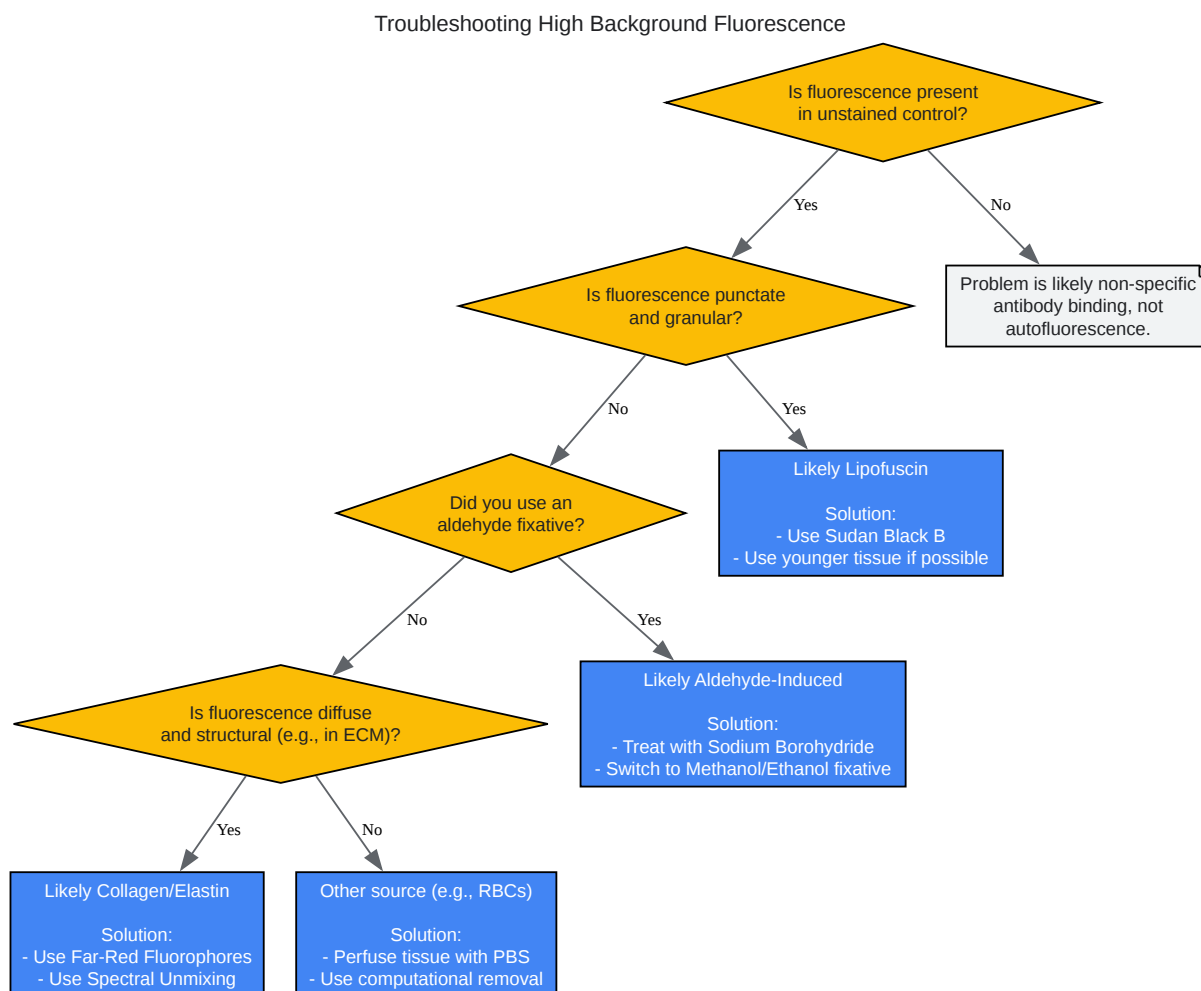 Troubleshooting High Background Fluorescence
Is fluorescence present
in unstained control?
Yes
No
Is fluorescence punctate
and granular?
Problem is likely non-specific
antibody binding, not
autofluorescence.
No
Yes
Did you use an
aldehyde fixative?
Likely Lipofuscin
Solution:
- Use Sudan Black B
- Use younger tissue if possible
No
Yes
Is fluorescence diffuse
and structural (e.g., in ECM)?
Likely Aldehyde-Induced
Solution:
- Treat with Sodium Borohydride
- Switch to Methanol/Ethanol fixative
Yes
No
Likely Collagen/Elastin
Solution:
- Use Far-Red Fluorophores
- Use Spectral Unmixing
Other source (e.g., RBCs)
Solution:
- Perfuse tissue with PBS
- Use computational removal